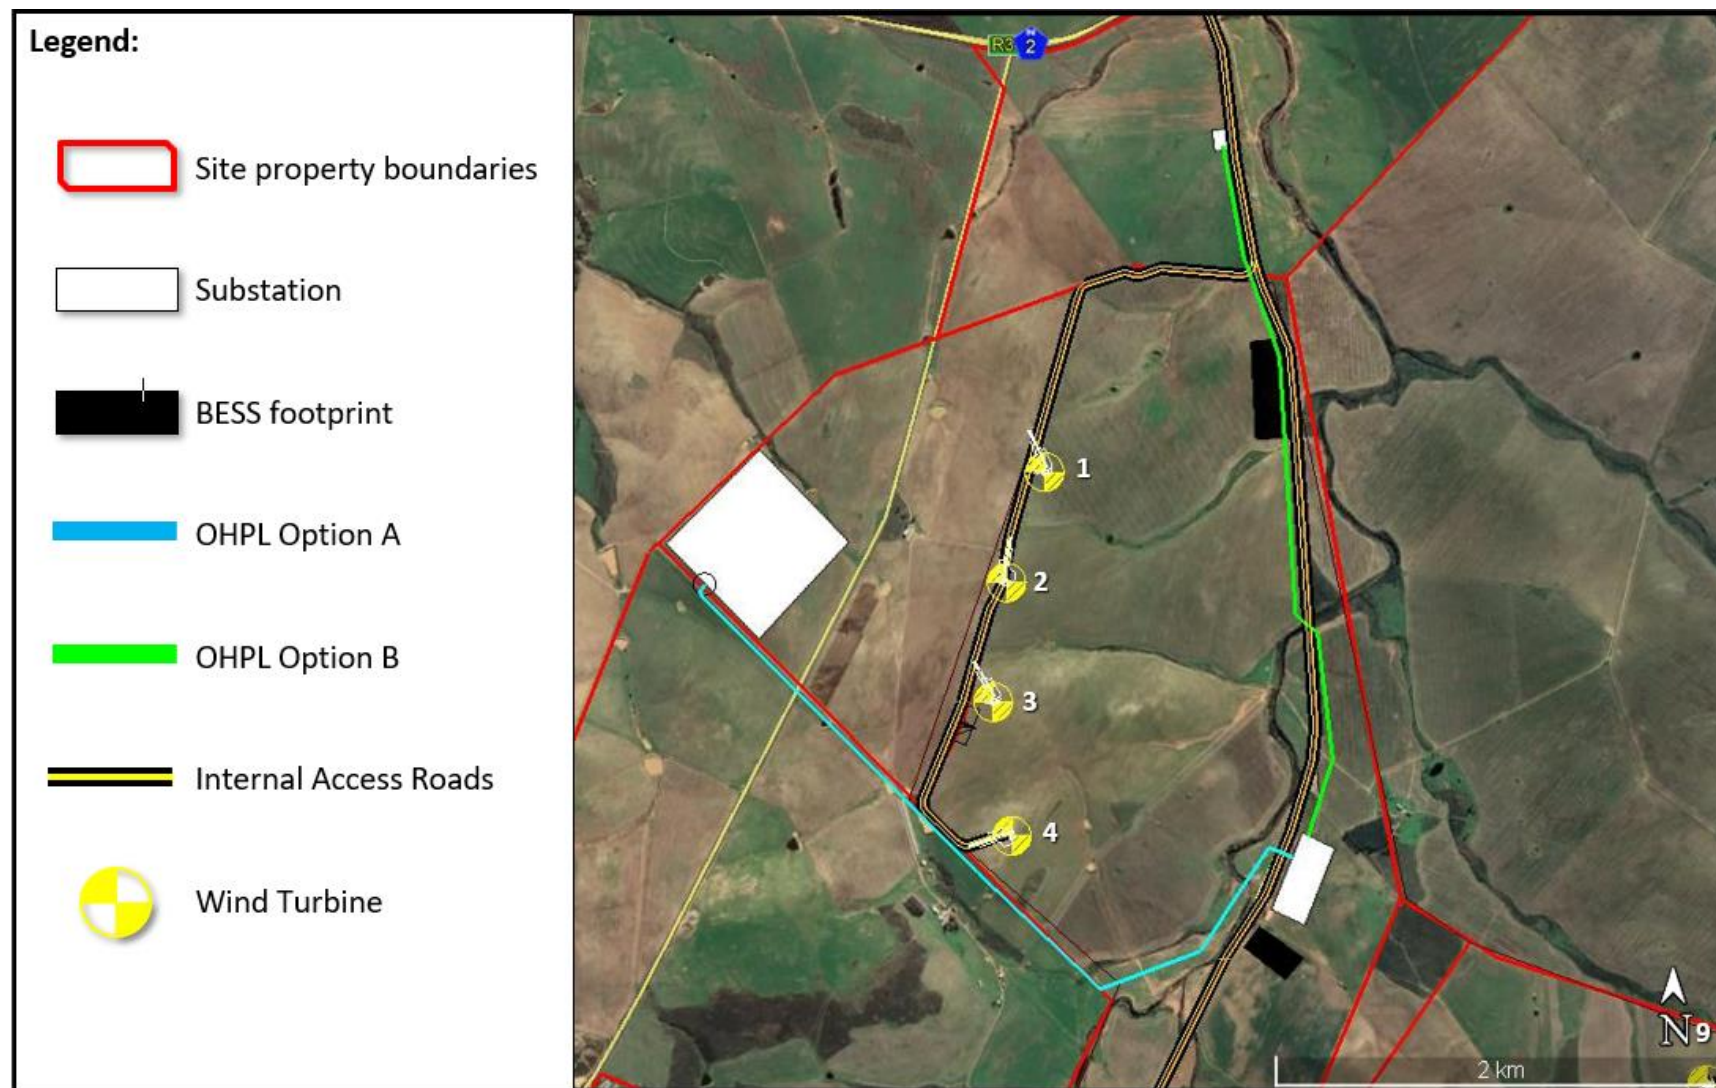 Legend:
Site property boundaries
Substation
BESS footprint
OHPL Option A
OHPL Option B
Internal Access Roads
Wind Turbine
R3
N
2
1
2
3
4
N
9
2 km